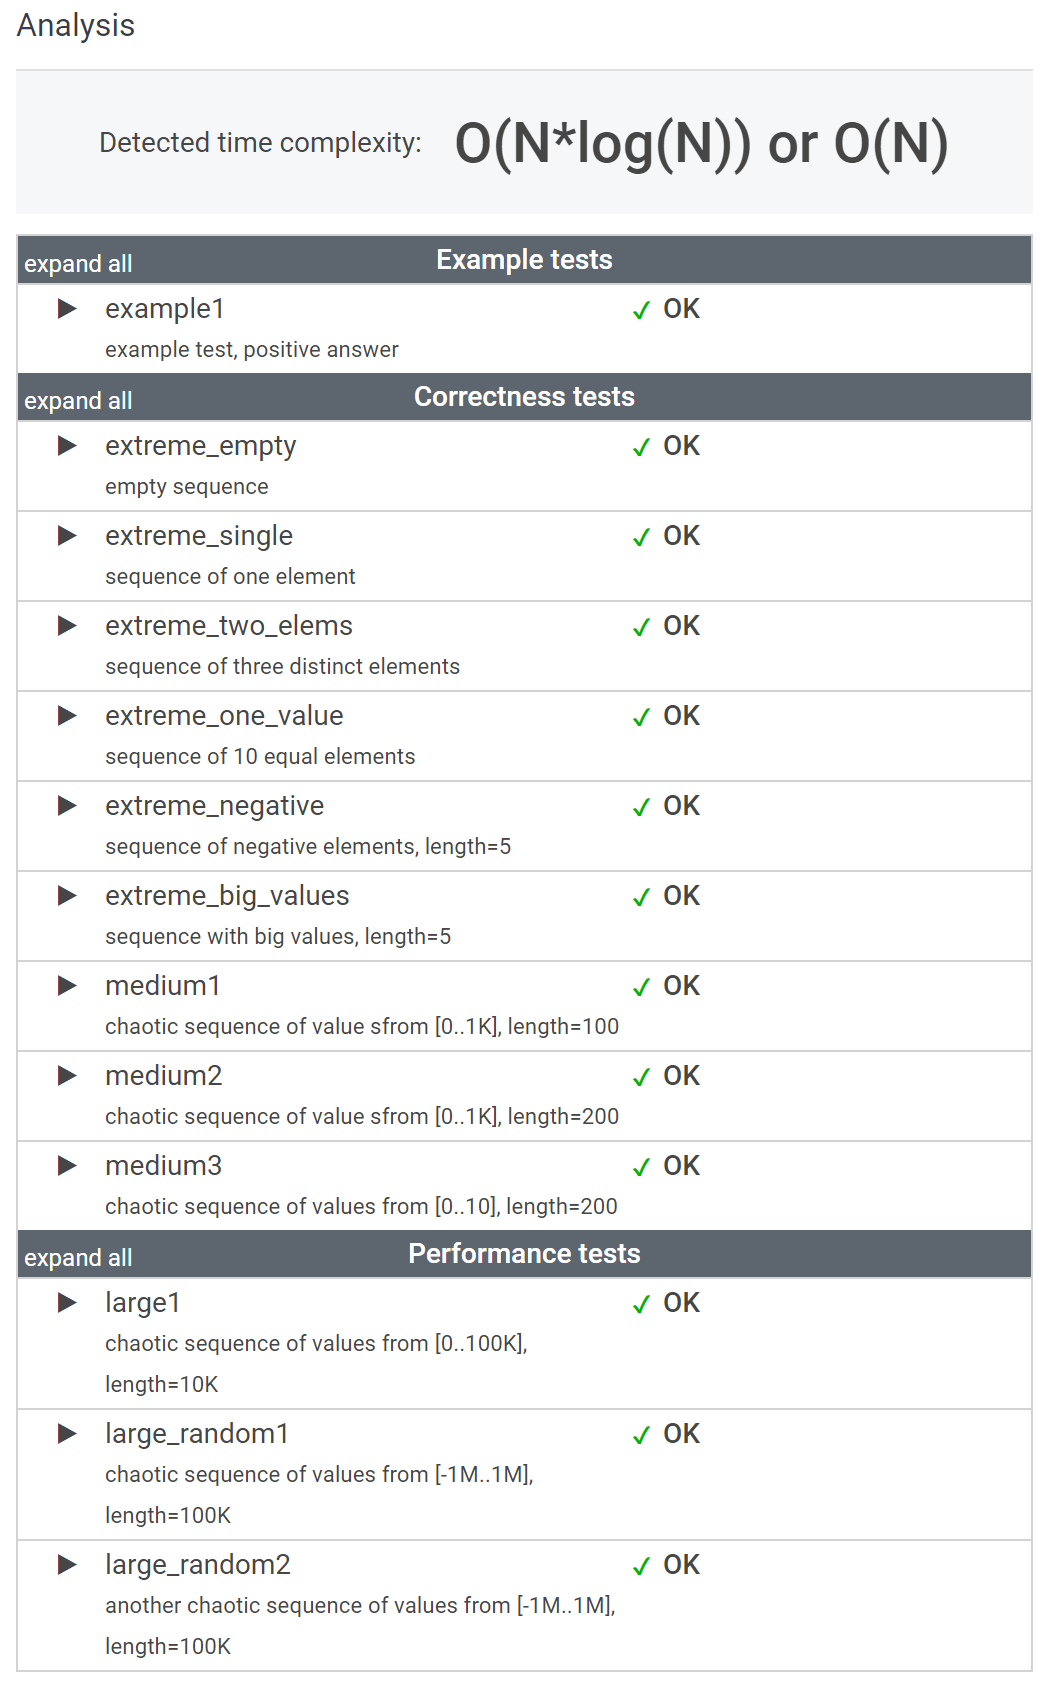 Analysis
Detected time complexity: O(N*log(N)) or O(N)
expand all Example tests
▶ example1 ✓ OK
example test, positive answer
expand all Correctness tests
▶ extreme_empty ✓ OK
empty sequence
▶ extreme_single ✓ OK
sequence of one element
▶ extreme_two_elems ✓ OK
sequence of three distinct elements
▶ extreme_one_value ✓ OK
sequence of 10 equal elements
▶ extreme_negative ✓ OK
sequence of negative elements, length=5
▶ extreme_big_values ✓ OK
sequence with big values, length=5
▶ medium1 ✓ OK
chaotic sequence of value sfrom [0..1K], length=100
▶ medium2 ✓ OK
chaotic sequence of value sfrom [0..1K], length=200
▶ medium3 ✓ OK
chaotic sequence of values from [0..10], length=200
expand all Performance tests
▶ large1 ✓ OK
chaotic sequence of values from [0..100K],
length=10K
▶ large_random1 ✓ OK
chaotic sequence of values from [-1M..1M],
length=100K
▶ large_random2 ✓ OK
another chaotic sequence of values from [-1M..1M],
length=100K